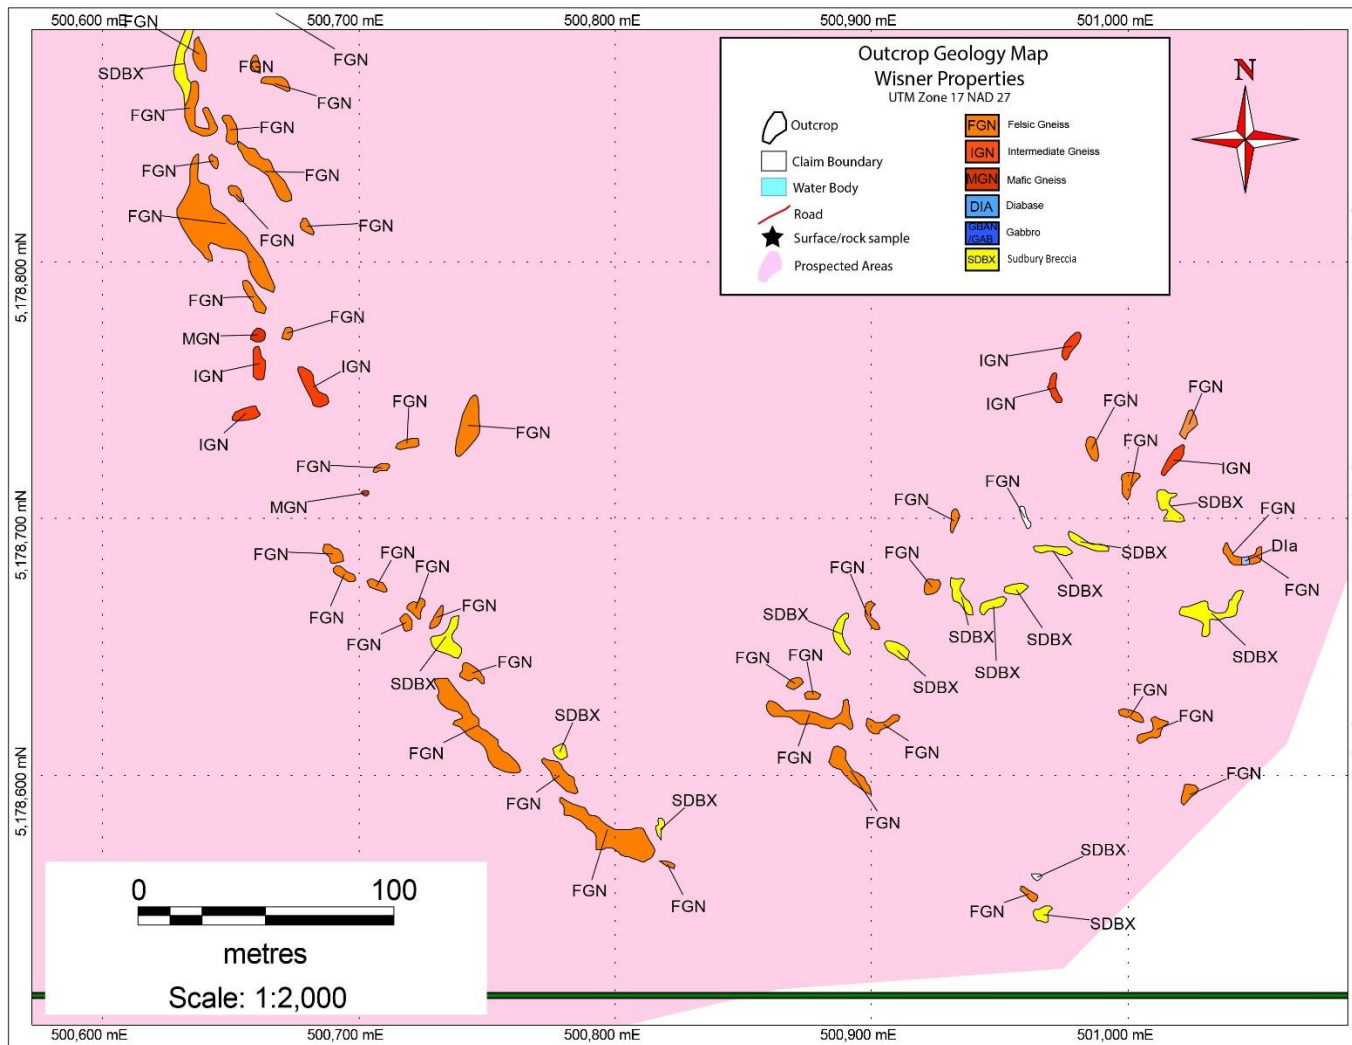 500,600 mE
500,700 mE
500,800 mE
500,900 mE
501,000 mE
FGN
FGN
SDBX
FGN
FGN
FGN
FGN
FGN
FGN
FGN
FGN
FGN
FGN
5,178,800 mN
FGN
FGN
MGN
IGN
IGN
IGN
FGN
FGN
FGN
MGN
5,178,700 mN
FGN
FGN
FGN
FGN
FGN
FGN
FGN
SDBX
FGN
SDBX
FGN
FGN
5,178,600 mN
SDBX
FGN
FGN
Outcrop Geology Map
Wisner Properties
UTM Zone 17 NAD 27
Outcrop
Claim Boundary
Water Body
Road
Surface/rock sample
Prospected Areas
FGN Felsic Gneiss
IGN Intermediate Gneiss
MGN Mafic Gneiss
DIA Diabase
GBAN
/GAB Gabbro
SDBX Sudbury Breccia
N
IGN
IGN
FGN
FGN
FGN
IGN
FGN
FGN
SDBX
FGN
DIa
FGN
SDBX
SDBX
FGN
FGN
SDBX
SDBX
SDBX
SDBX
SDBX
SDBX
FGN
FGN
FGN
FGN
FGN
FGN
FGN
FGN
SDBX
FGN
SDBX
0 100
metres
Scale: 1:2,000
500,600 mE
500,700 mE
500,800 mE
500,900 mE
501,000 mE